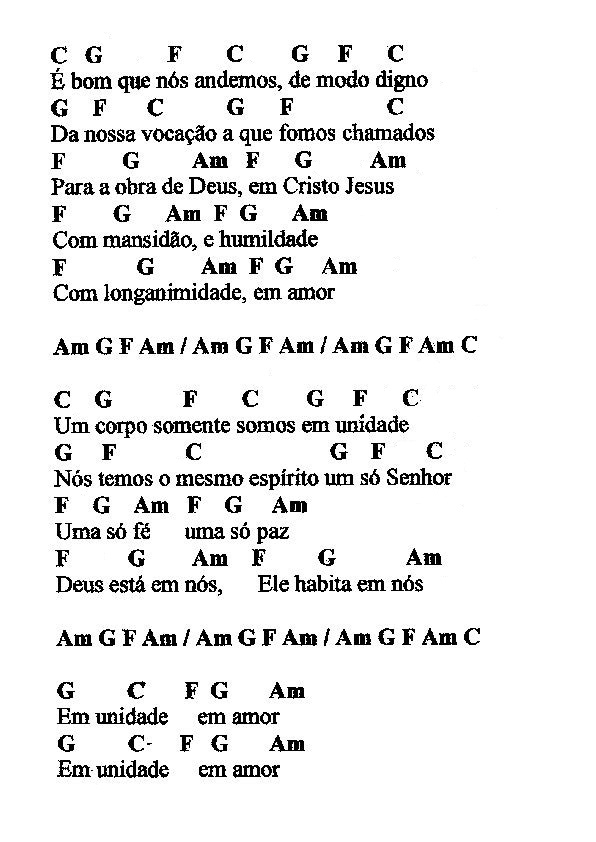 C G F C G F C
É bom que nós andemos, de modo digno
G F C G F C
Da nossa vocação a que fomos chamados
F G Am F G Am
Para a obra de Deus, em Cristo Jesus
F G Am F G Am
Com mansidão, e humildade
F G Am F G Am
Com longanimidade, em amor
Am G F Am / Am G F Am / Am G F Am C
C G F C G F C
Um corpo somente somos em unidade
G F C G F C
Nós temos o mesmo espírito um só Senhor
F G Am F G Am
Uma só fé uma só paz
F G Am F G Am
Deus está em nós, Ele habita em nós
Am G F Am / Am G F Am / Am G F Am C
G C F G Am
Em unidade em amor
G C F G Am
Em unidade em amor